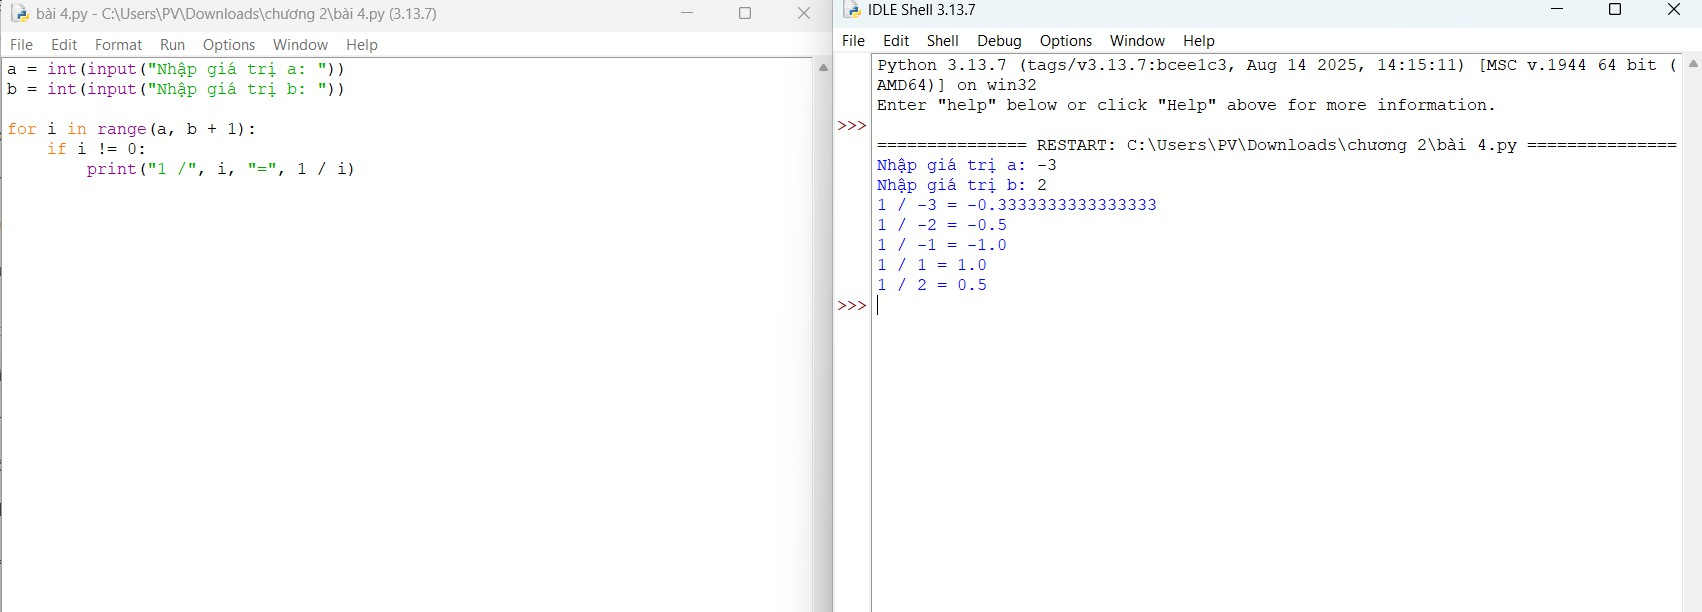 bài 4.py - C:\Users\PV\Downloads\chương 2\bài 4.py (3.13.7)
File Edit Format Run Options Window Help
a = int(input("Nhập giá trị a: "))
b = int(input("Nhập giá trị b: "))
for i in range(a, b + 1):
    if i != 0:
        print("1 /", i, "=", 1 / i)
IDLE Shell 3.13.7
File Edit Shell Debug Options Window Help
Python 3.13.7 (tags/v3.13.7:bcee1c3, Aug 14 2025, 14:15:11) [MSC v.1944 64 bit (
AMD64)] on win32
Enter "help" below or click "Help" above for more information.
>>>
=============== RESTART: C:\Users\PV\Downloads\chương 2\bài 4.py ===============
Nhập giá trị a: -3
Nhập giá trị b: 2
1 / -3 = -0.3333333333333333
1 / -2 = -0.5
1 / -1 = -1.0
1 / 1 = 1.0
1 / 2 = 0.5
>>>